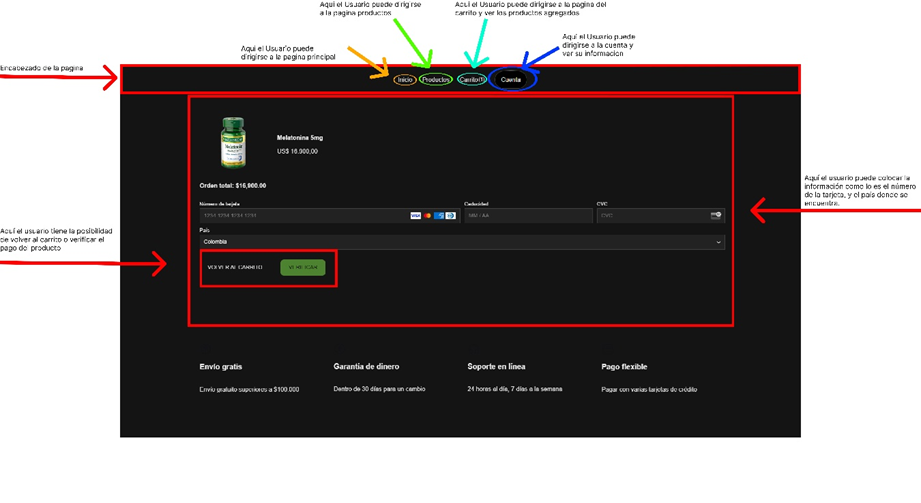 Aqui el Usuario puede dirigirse
a la pagina productos
Aqui el Usuario puede dirigirse a la pagina del
carrito y ver los productos agregados
Aqui el Usuario puede
dirigirse a la cuenta y
ver su informacion
Aqui el Usuario puede
dirigirse a la pagina principal
Encabezado de la pagina
Inicio
Productos
Carrito(1)
Cuenta
Melatonina 5mg
US$ 16,900,00
Orden total: $16,900.00
Número de tarjeta
Caducidad
CVC
1234 1234 1234 1234
VISA
MM / AA
CVC
País
Colombia
VOLVER AL CARRITO
VERIFICAR
Aquí el usuario puede colocar la
información como lo es el número
de la tarjeta, y el país donde se
encuentra.
Aquí el usuario tiene la posibilidad
de volver al carrito o verificar el
pago del producto
Envío gratis
Garantía de dinero
Soporte en línea
Pago flexible
Envío gratuito superiores a $100.000
Dentro de 30 días para un cambio
24 horas al día, 7 días a la semana
Pagar con varias tarjetas de crédito